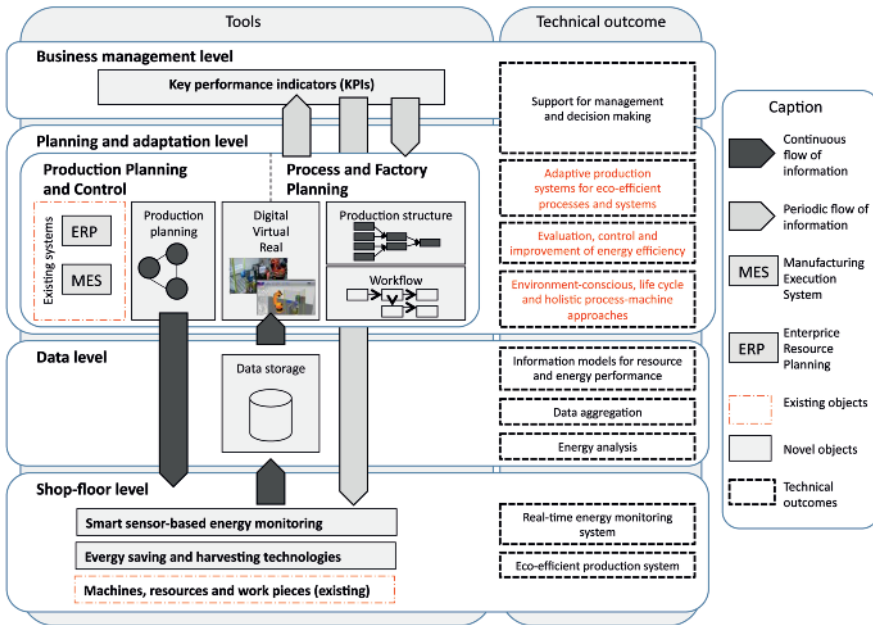 Tools
Technical outcome
Business management level
Key performance indicators (KPIs)
Support for management
and decision making
Planning and adaptation level
Production Planning
and Control
Process and Factory
Planning
Existing systems
ERP
MES
Production
planning
Digital
Virtual
Real
Production structure
Workflow
Adaptive production
systems for eco-efficient
processes and systems
Evaluation, control and
improvement of energy efficiency
Environment-conscious, life cycle
and holistic process-machine
approaches
Data level
Data storage
Information models for resource
and energy performance
Data aggregation
Energy analysis
Shop-floor level
Smart sensor-based energy monitoring
Evergy saving and harvesting technologies
Machines, resources and work pieces (existing)
Real-time energy monitoring
system
Eco-efficient production system
Caption
Continuous
flow of
information
Periodic flow of
information
MES
Manufacturing
Execution
System
ERP
Enterprice
Resource
Planning
Existing objects
Novel objects
Technical
outcomes